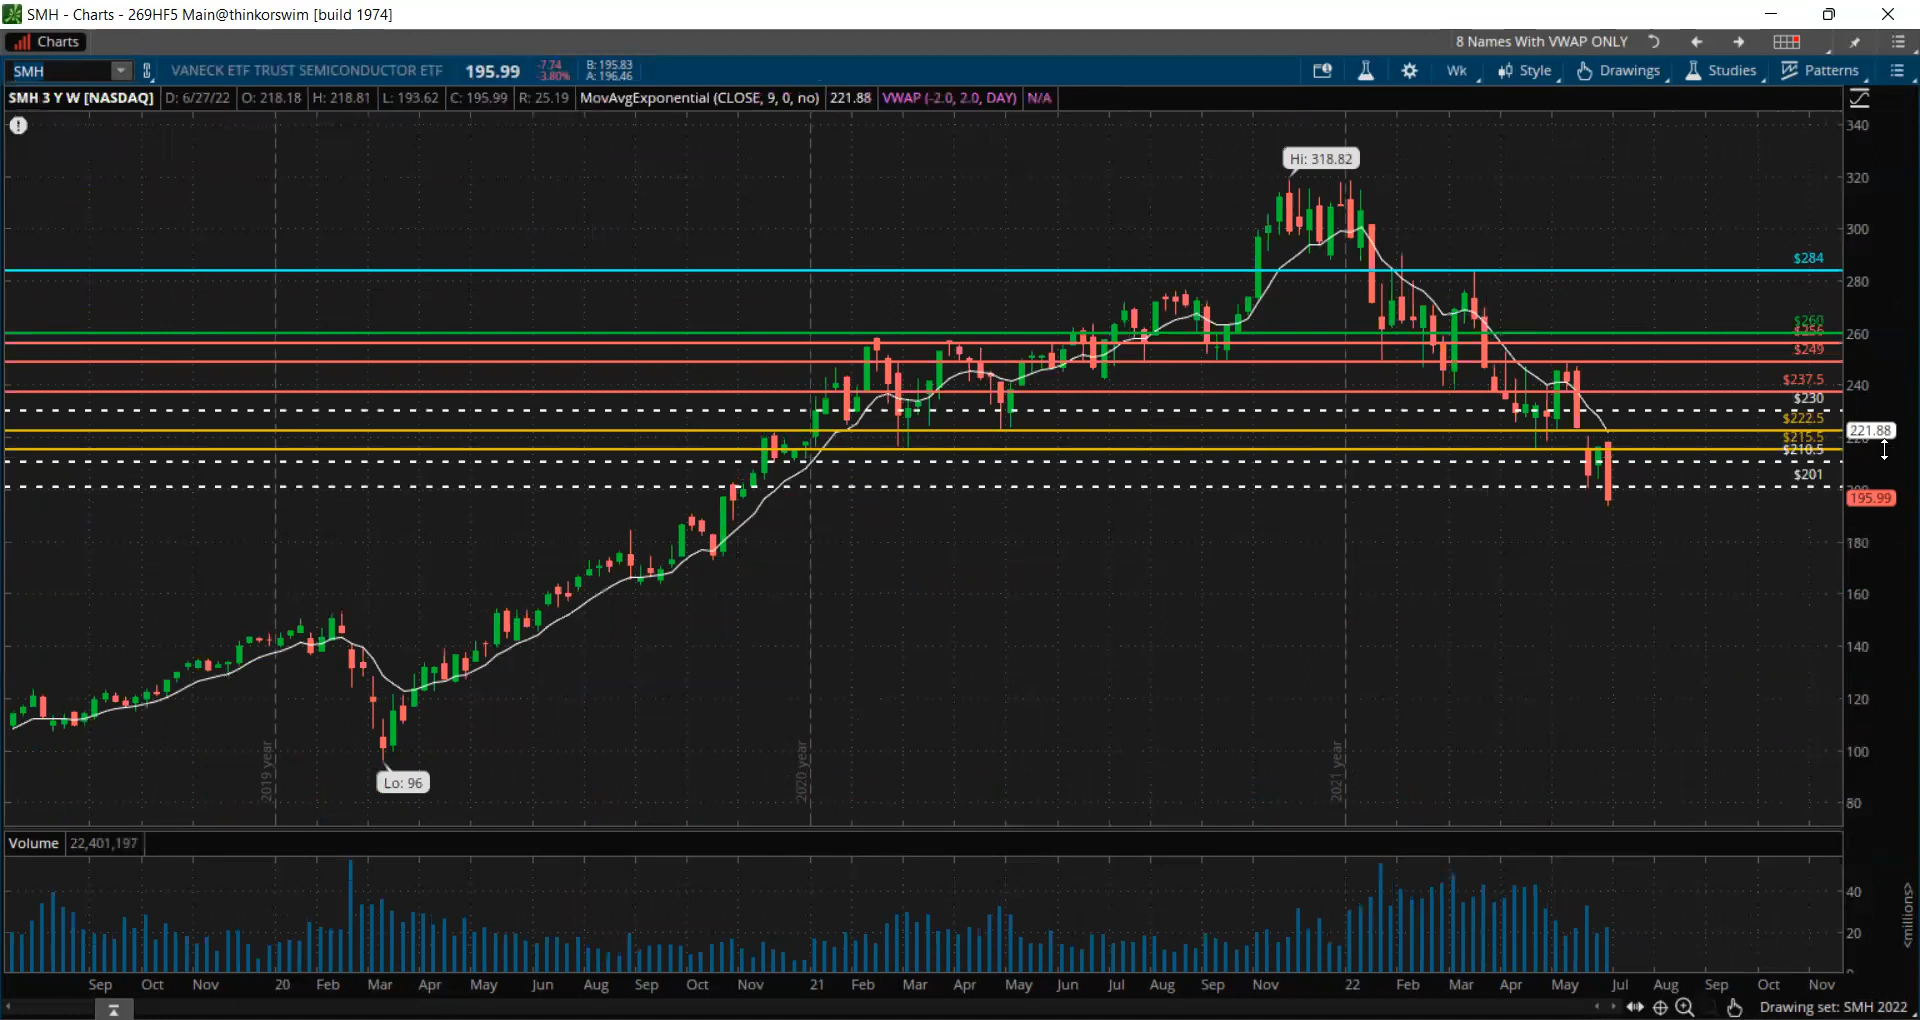 SMH - Charts - 269HF5 Main@thinkorswim [build 1974]
Charts
8 Names With VWAP ONLY
SMH
VANECK ETF TRUST SEMICONDUCTOR ETF
195.99
-7.74
-3.80%
B: 195.83
A: 196.46
Wk
Style
Drawings
Studies
Patterns
SMH 3 Y W [NASDAQ] D: 6/27/22 O: 218.18 H: 218.81 L: 193.62 C: 195.99 R: 25.19 MovAvgExponential (CLOSE, 9, 0, no) 221.88 VWAP (-2.0, 2.0, DAY) N/A
340
Hi: 318.82
320
300
$284
280
$260
$256
260
$249
$237.5
240
$230
$222.5
221.88
$215.5
$210.5
$201
195.99
180
160
140
120
100
Lo: 96
80
2019 year
2020 year
2021 year
Volume 22,401,197
40
20
<millions>
Sep Oct Nov 20 Feb Mar Apr May Jun Aug Sep Oct Nov 21 Feb Mar Apr May Jun Jul Aug Sep Nov 22 Feb Mar Apr May Jul Aug Sep Oct Nov
Drawing set: SMH 2022